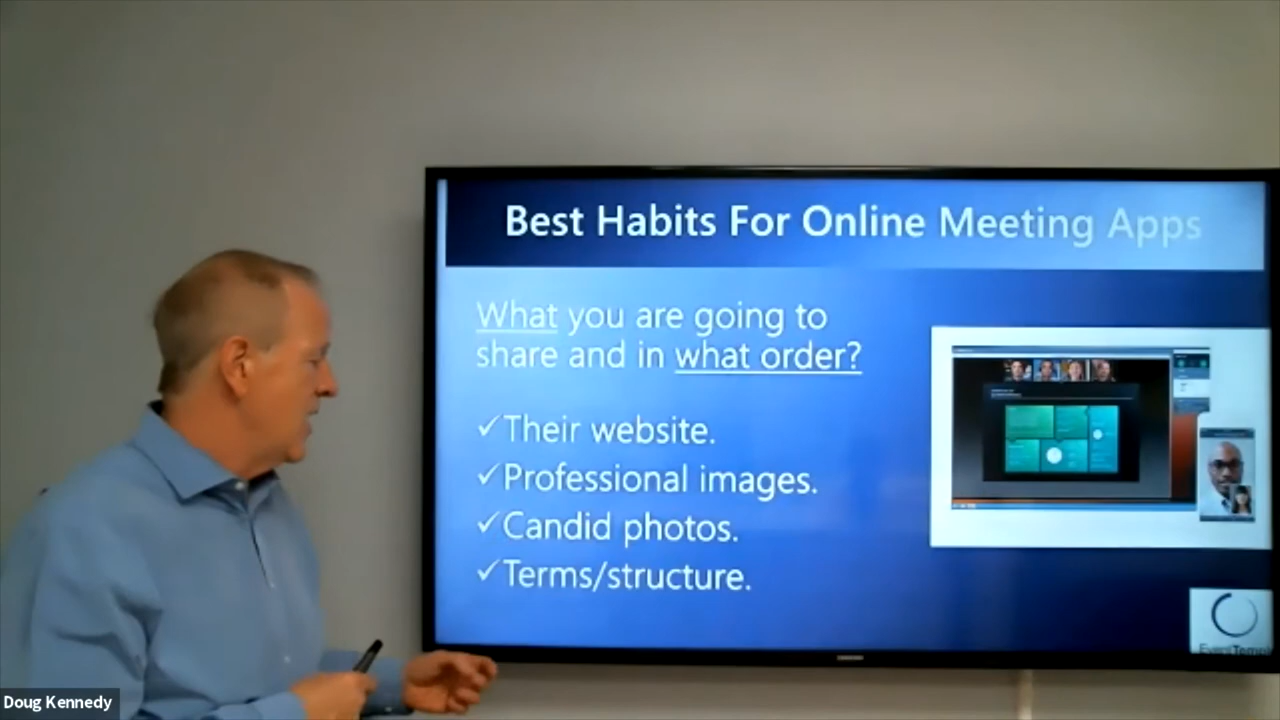 Best Habits For Online Meeting Apps
What you are going to
share and in what order?
✓Their website.
✓Professional images.
✓Candid photos.
✓Terms/structure.
Doug Kennedy